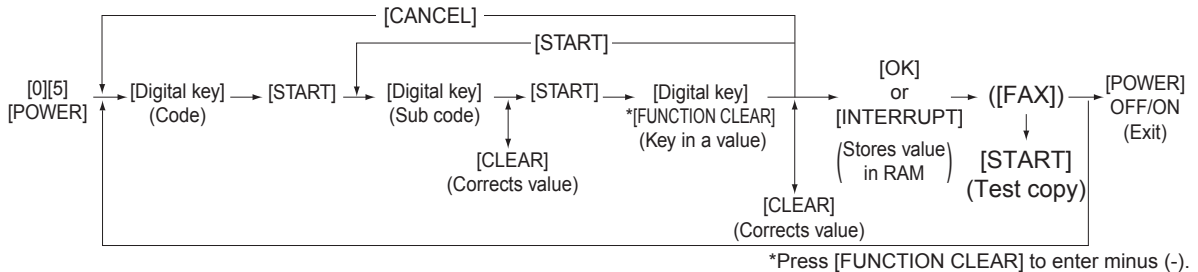 [CANCEL]
[START]
[0][5]
[POWER]
[Digital key]
(Code)
[START]
[Digital key]
(Sub code)
[CLEAR]
(Corrects value)
[START]
[Digital key]
*[FUNCTION CLEAR]
(Key in a value)
[CLEAR]
(Corrects value)
[OK]
or
[INTERRUPT]
(Stores value
in RAM)
([FAX])
[START]
(Test copy)
[POWER]
OFF/ON
(Exit)
*Press [FUNCTION CLEAR] to enter minus (-).